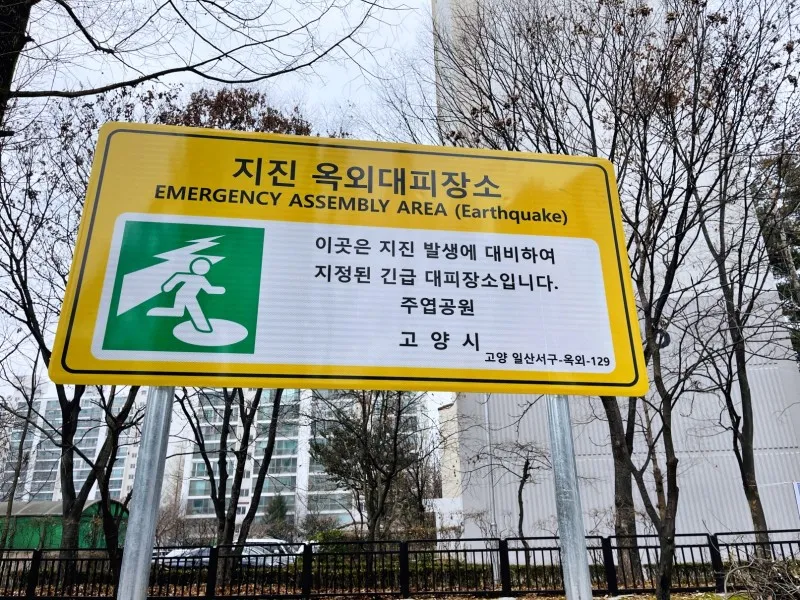 지진 옥외대피장소
EMERGENCY ASSEMBLY AREA (Earthquake)
이곳은 지진 발생에 대비하여
지정된 긴급 대피장소입니다.
주엽공원
고 양 시
고양 일산서구-옥외-129